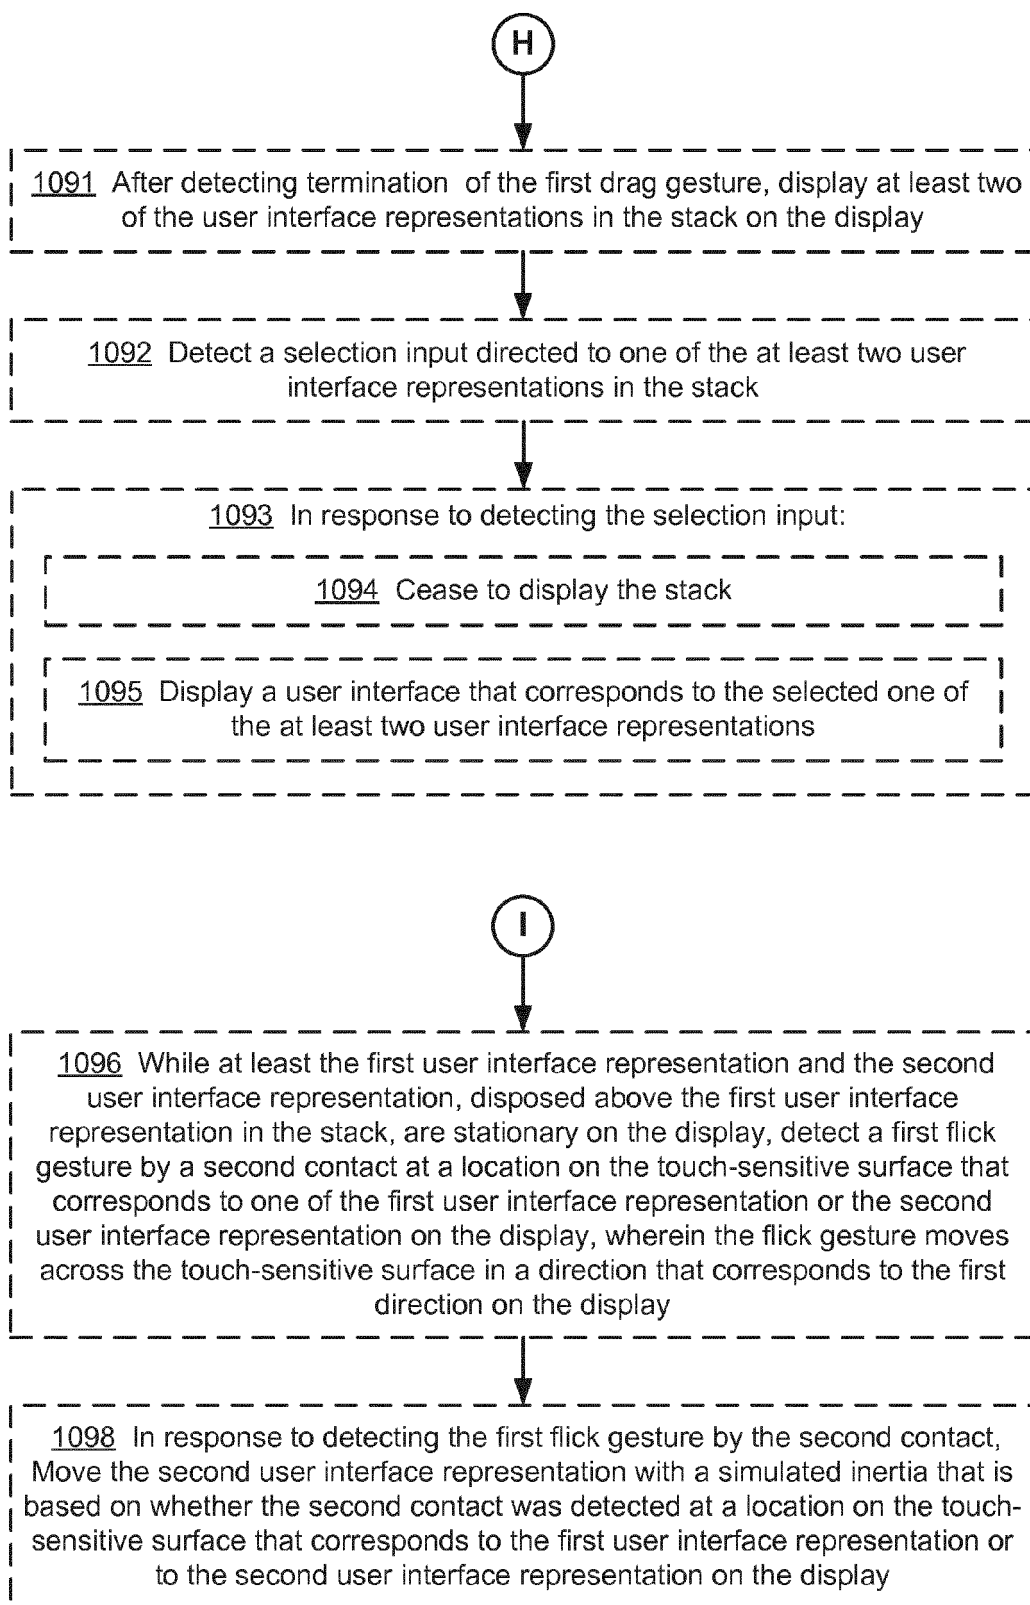 H
1091 After detecting termination of the first drag gesture, display at least two
of the user interface representations in the stack on the display
1092 Detect a selection input directed to one of the at least two user
interface representations in the stack
1093 In response to detecting the selection input:
1094 Cease to display the stack
1095 Display a user interface that corresponds to the selected one of
the at least two user interface representations
I
1096 While at least the first user interface representation and the second
user interface representation, disposed above the first user interface
representation in the stack, are stationary on the display, detect a first flick
gesture by a second contact at a location on the touch-sensitive surface that
corresponds to one of the first user interface representation or the second
user interface representation on the display, wherein the flick gesture moves
across the touch-sensitive surface in a direction that corresponds to the first
direction on the display
1098 In response to detecting the first flick gesture by the second contact,
Move the second user interface representation with a simulated inertia that is
based on whether the second contact was detected at a location on the touch-
sensitive surface that corresponds to the first user interface representation or
to the second user interface representation on the display